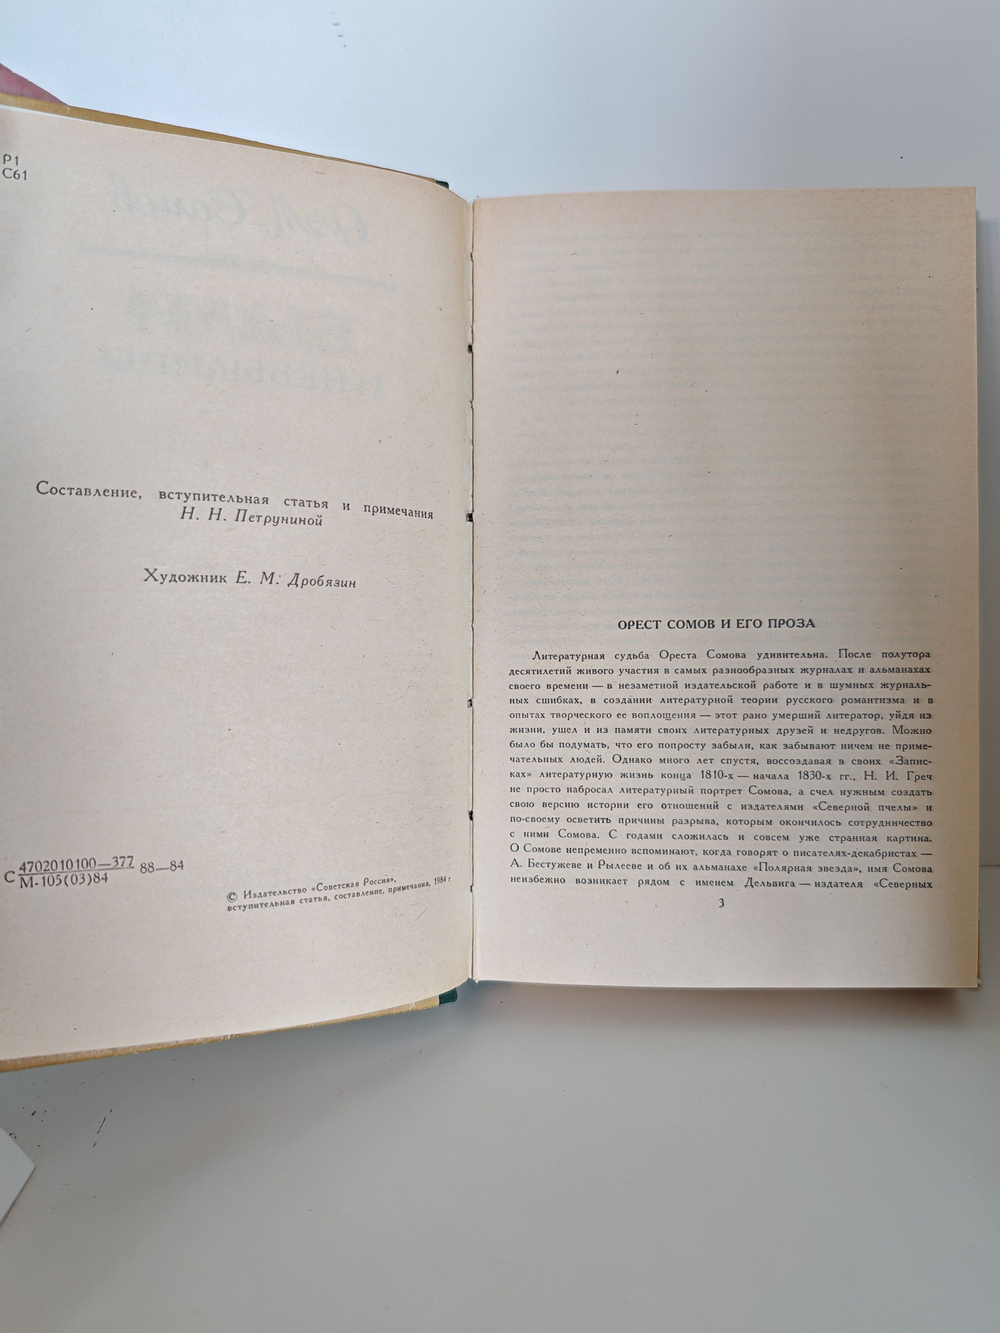 Р1
С61
Составление, вступительная статья и примечания
Н. Н. Петруниной
Художник Е. М. Дробязин
С 4702010100—377 88—84
М-105(03)84
© Издательство «Советская Россия»,
вступительная статья, составление, примечания, 1984 г
ОРЕСТ СОМОВ И ЕГО ПРОЗА
Литературная судьба Ореста Сомова удивительна. После полутора
десятилетий живого участия в самых разнообразных журналах и альманахах
своего времени — в незаметной издательской работе и в шумных журналь-
ных сшибках, в создании литературной теории русского романтизма и в
опытах творческого ее воплощения — этот рано умерший литератор, уйдя из
жизни, ушел и из памяти своих литературных друзей и недругов. Можно
было бы подумать, что его попросту забыли, как забывают ничем не приме-
чательных людей. Однако много лет спустя, воссоздавая в своих «Запис-
ках» литературную жизнь конца 1810-х — начала 1830-х гг., Н. И. Греч
не просто набросал литературный портрет Сомова, а счел нужным создать
свою версию истории его отношений с издателями «Северной пчелы» и
по-своему осветить причины разрыва, которым окончилось сотрудничество
с ними Сомова. С годами сложилась и совсем уже странная картина.
О Сомове непременно вспоминают, когда говорят о писателях-декабристах —
А. Бестужеве и Рылееве и об их альманахе «Полярная звезда», имя Сомова
неизбежно возникает рядом с именем Дельвига — издателя «Северных
3